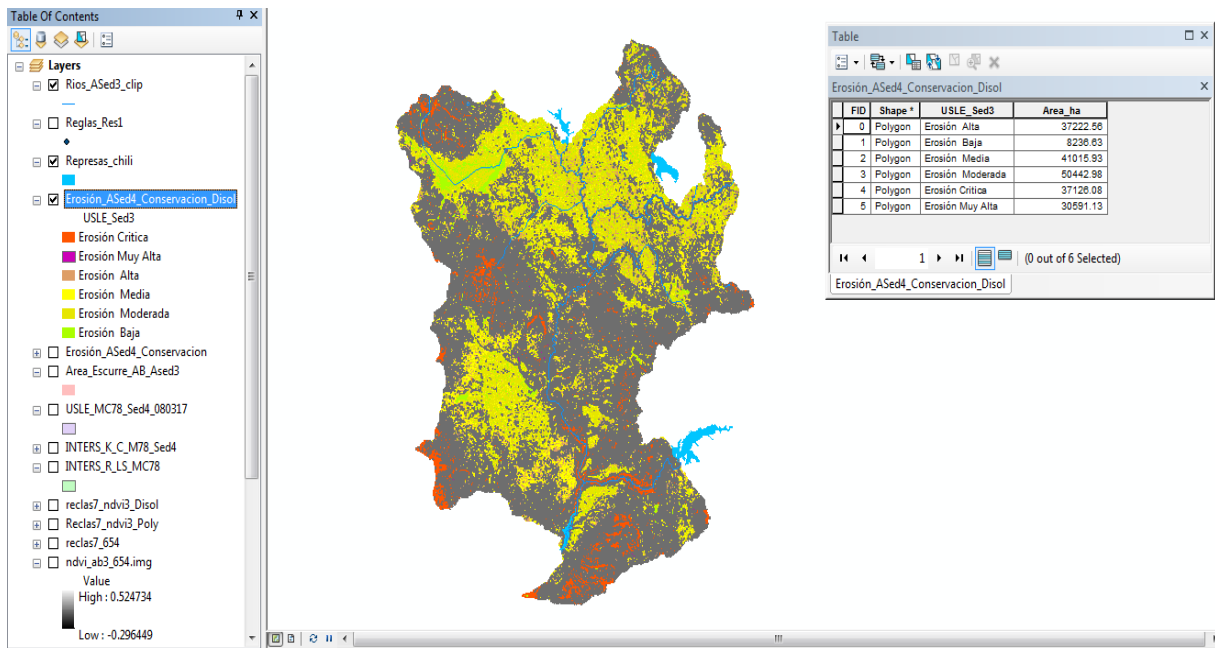 Table Of Contents
Layers
Rios_ASed3_clip
Reglas_Res1
Represas_chili
Erosión_ASed4_Conservacion_Disol
USLE_Sed3
Erosión Critica
Erosión Muy Alta
Erosión Alta
Erosión Media
Erosión Moderada
Erosión Baja
Erosión_ASed4_Conservacion
Area_Escurre_AB_Ased3
USLE_MC78_Sed4_080317
INTERS_K_C_M78_Sed4
INTERS_R_LS_MC78
reclas7_ndvi3_Disol
Reclas7_ndvi3_Poly
reclas7_654
ndvi_ab3_654.img
Value
High : 0.524734
Low : -0.296449
Table
Erosión_ASed4_Conservacion_Disol
FID Shape * USLE_Sed3 Area_ha
0 Polygon Erosión Alta 37222.56
1 Polygon Erosión Baja 8236.63
2 Polygon Erosión Media 41015.93
3 Polygon Erosión Moderada 50442.98
4 Polygon Erosión Critica 37126.08
5 Polygon Erosión Muy Alta 30591.13
1 (0 out of 6 Selected)
Erosión_ASed4_Conservacion_Disol